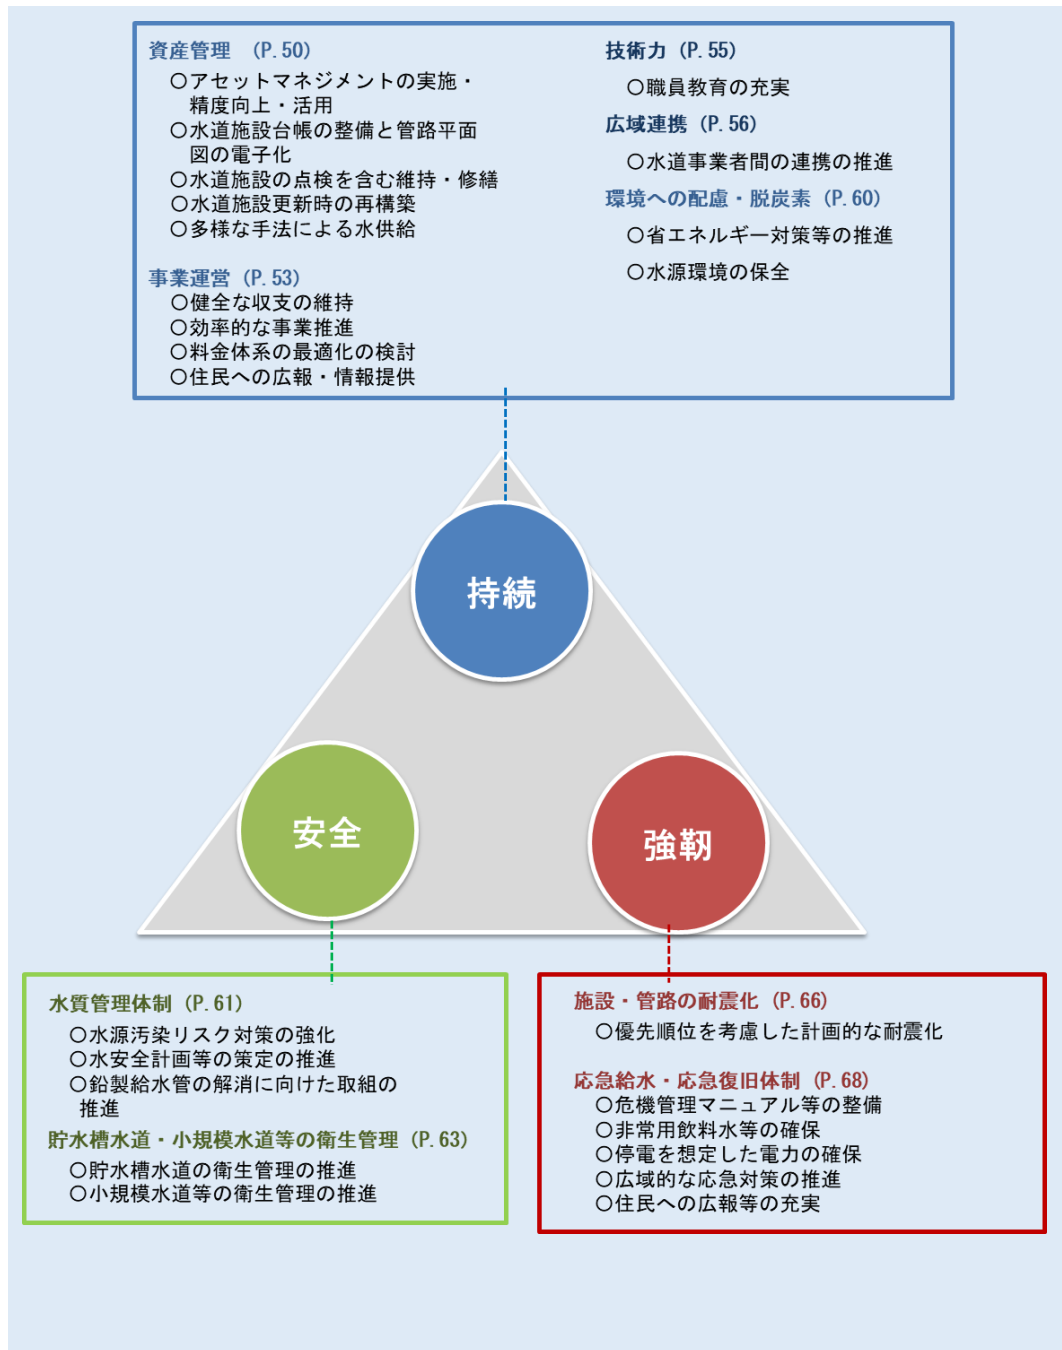 資産管理 (P. 50)
○アセットマネジメントの実施・
精度向上・活用
○水道施設台帳の整備と管路平面
図の電子化
○水道施設の点検を含む維持・修繕
○水道施設更新時の再構築
○多様な手法による水供給
事業運営 (P. 53)
○健全な収支の維持
○効率的な事業推進
○料金体系の最適化の検討
○住民への広報・情報提供
技術力 (P. 55)
○職員教育の充実
広域連携 (P. 56)
○水道事業者間の連携の推進
環境への配慮・脱炭素 (P. 60)
○省エネルギー対策等の推進
○水源環境の保全
持続
安全
強靭
水質管理体制 (P. 61)
○水源汚染リスク対策の強化
○水安全計画等の策定の推進
○鉛製給水管の解消に向けた取組の
推進
貯水槽水道・小規模水道等の衛生管理 (P. 63)
○貯水槽水道の衛生管理の推進
○小規模水道等の衛生管理の推進
施設・管路の耐震化 (P. 66)
○優先順位を考慮した計画的な耐震化
応急給水・応急復旧体制 (P. 68)
○危機管理マニュアル等の整備
○非常用飲料水等の確保
○停電を想定した電力の確保
○広域的な応急対策の推進
○住民への広報等の充実